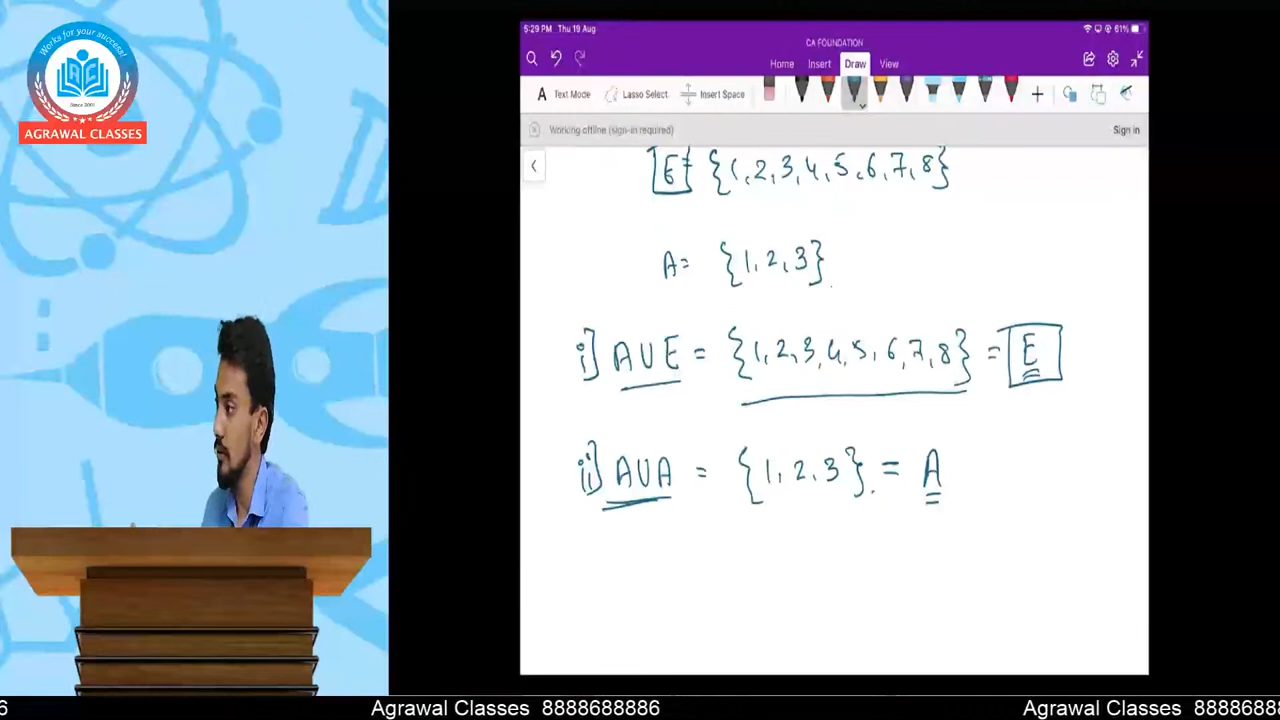 Works for your success!
AE
Since 2001
AGRAWAL CLASSES
5:29 PM Thu 19 Aug
61%
CA FOUNDATION
Home Insert Draw View
A Text Mode Lasso Select Insert Space
Working offline (sign-in required) Sign in
E = {1, 2, 3, 4, 5, 6, 7, 8}
A = {1, 2, 3}
i] A U E = {1, 2, 3, 4, 5, 6, 7, 8} = E
ii] A U A = {1, 2, 3} = A
6 Agrawal Classes 8888688886 Agrawal Classes 88886888